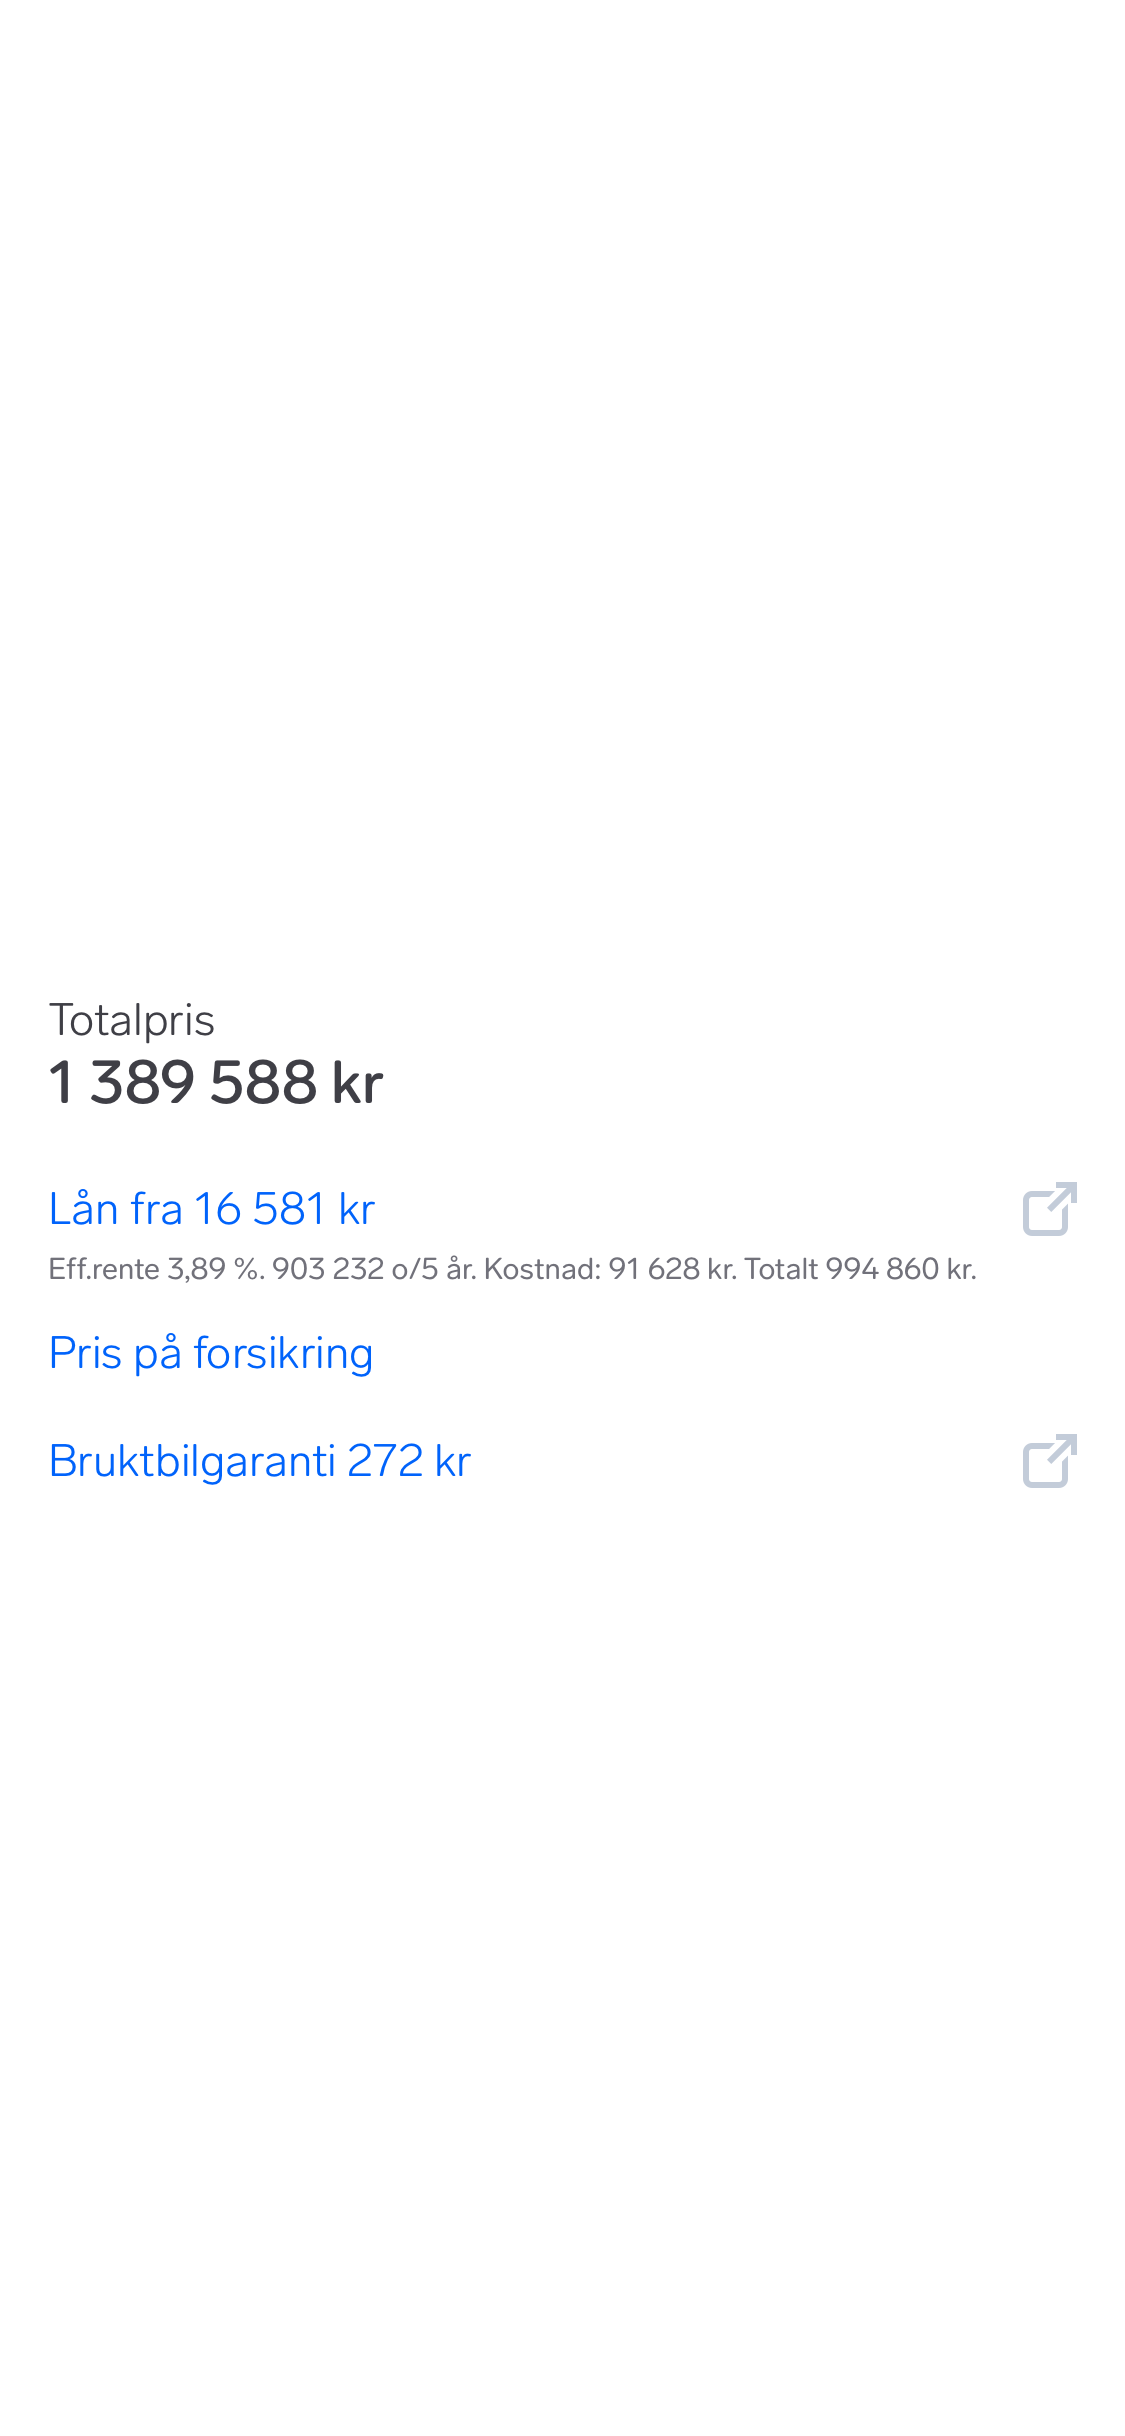 Totalpris
1 389 588 kr
Lån fra 16 581 kr
Eff.rente 3,89 %. 903 232 o/5 år. Kostnad: 91 628 kr. Totalt 994 860 kr.
Pris på forsikring
Bruktbilgaranti 272 kr